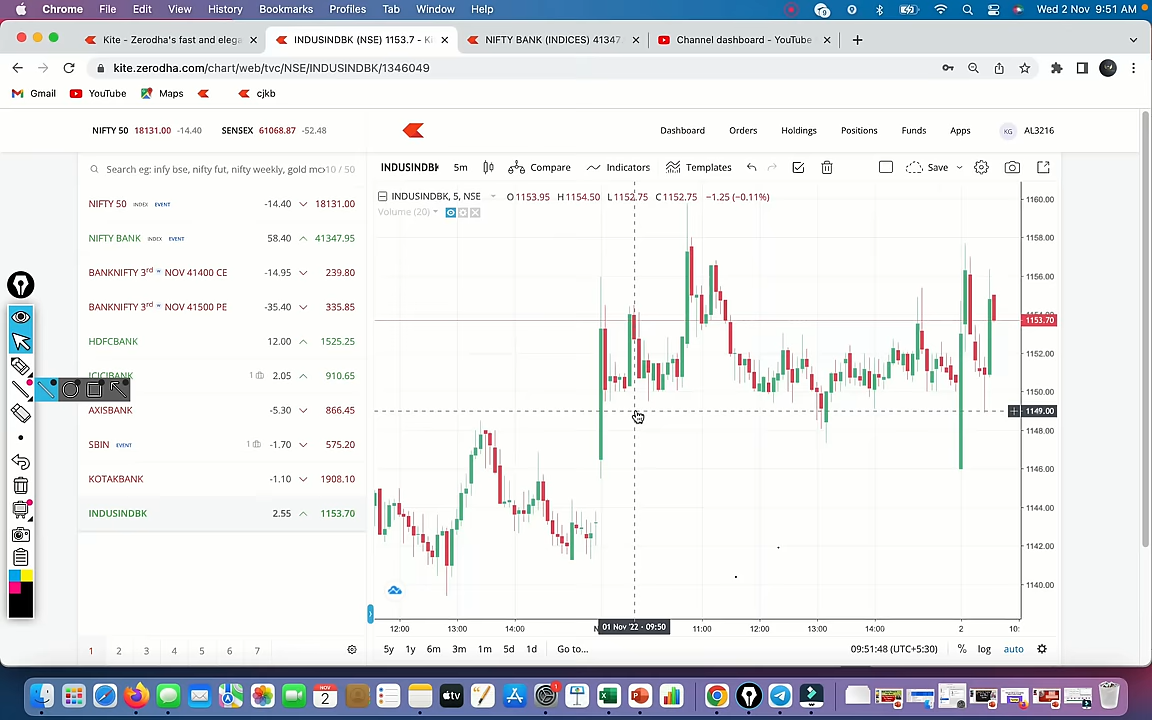 Chrome File Edit View History Bookmarks Profiles Tab Window Help Wed 2 Nov 9:51 AM
Kite - Zerodha's fast and elega INDUSINDBK (NSE) 1153.7 - Ki NIFTY BANK (INDICES) 41347. Channel dashboard - YouTube
kite.zerodha.com/chart/web/tvc/NSE/INDUSINDBK/1346049
Gmail YouTube Maps cjkb
NIFTY 50 18131.00 -14.40 SENSEX 61068.87 -52.48
Dashboard Orders Holdings Positions Funds Apps KG AL3216
Search eg: infy bse, nifty fut, nifty weekly, gold mcx 10 / 50
INDUSINDBK 5m Compare Indicators Templates Save
INDUSINDBK, 5, NSE O1153.95 H1154.50 L1152.75 C1152.75 −1.25 (−0.11%)
Volume (20)
NIFTY 50 INDEX EVENT -14.40 18131.00
NIFTY BANK INDEX EVENT 58.40 41347.95
BANKNIFTY 3rd w NOV 41400 CE -14.95 239.80
BANKNIFTY 3rd w NOV 41500 PE -35.40 335.85
HDFCBANK 12.00 1525.25
ICICIBANK 1 2.05 910.65
AXISBANK -5.30 866.45
SBIN EVENT 1 -1.70 575.20
KOTAKBANK -1.10 1908.10
INDUSINDBK 2.55 1153.70
1160.00
1158.00
1156.00
1154.00
1153.70
1152.00
1150.00
1149.00
1148.00
1146.00
1144.00
1142.00
1140.00
12:00 13:00 14:00 N 01 Nov '22 - 09:50 11:00 12:00 13:00 14:00 2 10:
1 2 3 4 5 6 7
5y 1y 6m 3m 1m 5d 1d Go to... 09:51:48 (UTC+5:30) % log auto
NOV
2
tv